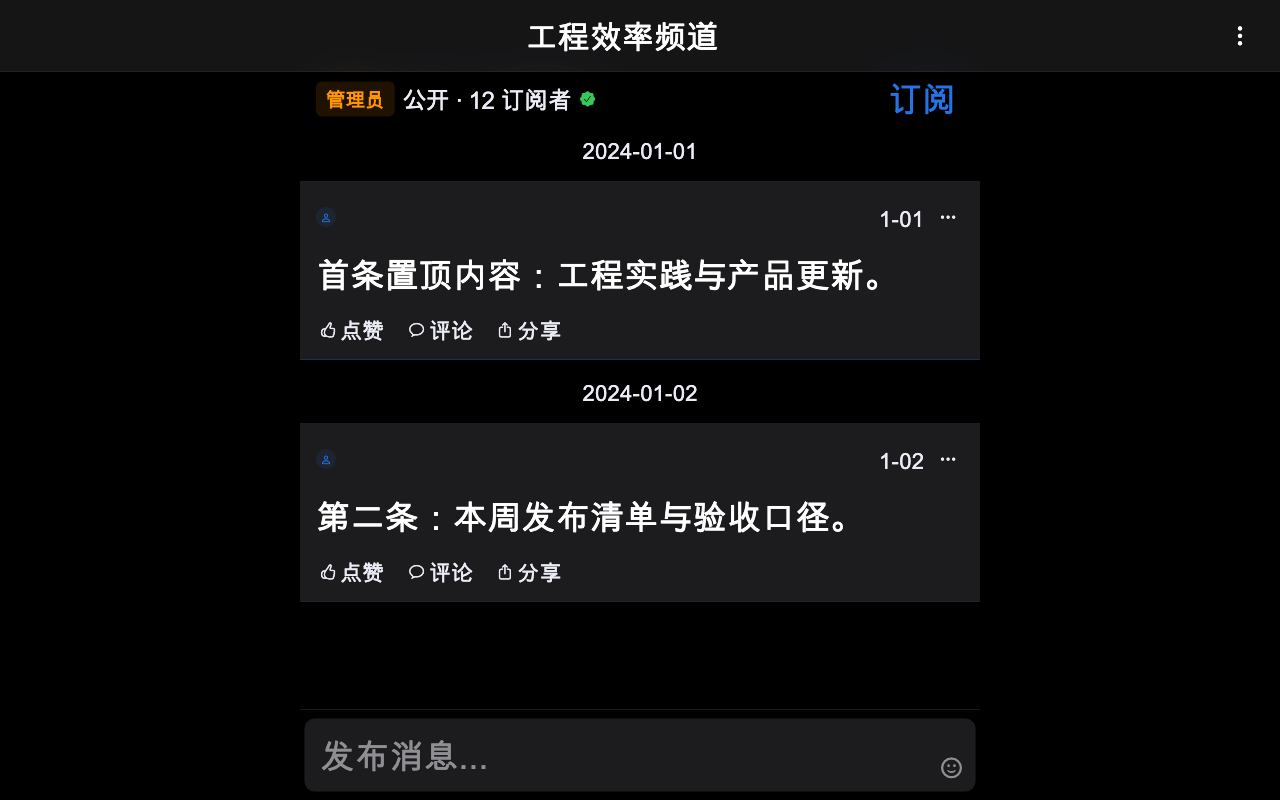 工程效率频道
管理员 公开 · 12 订阅者 订阅
2024-01-01
1-01
首条置顶内容：工程实践与产品更新。
点赞 评论 分享
2024-01-02
1-02
第二条：本周发布清单与验收口径。
点赞 评论 分享
发布消息...